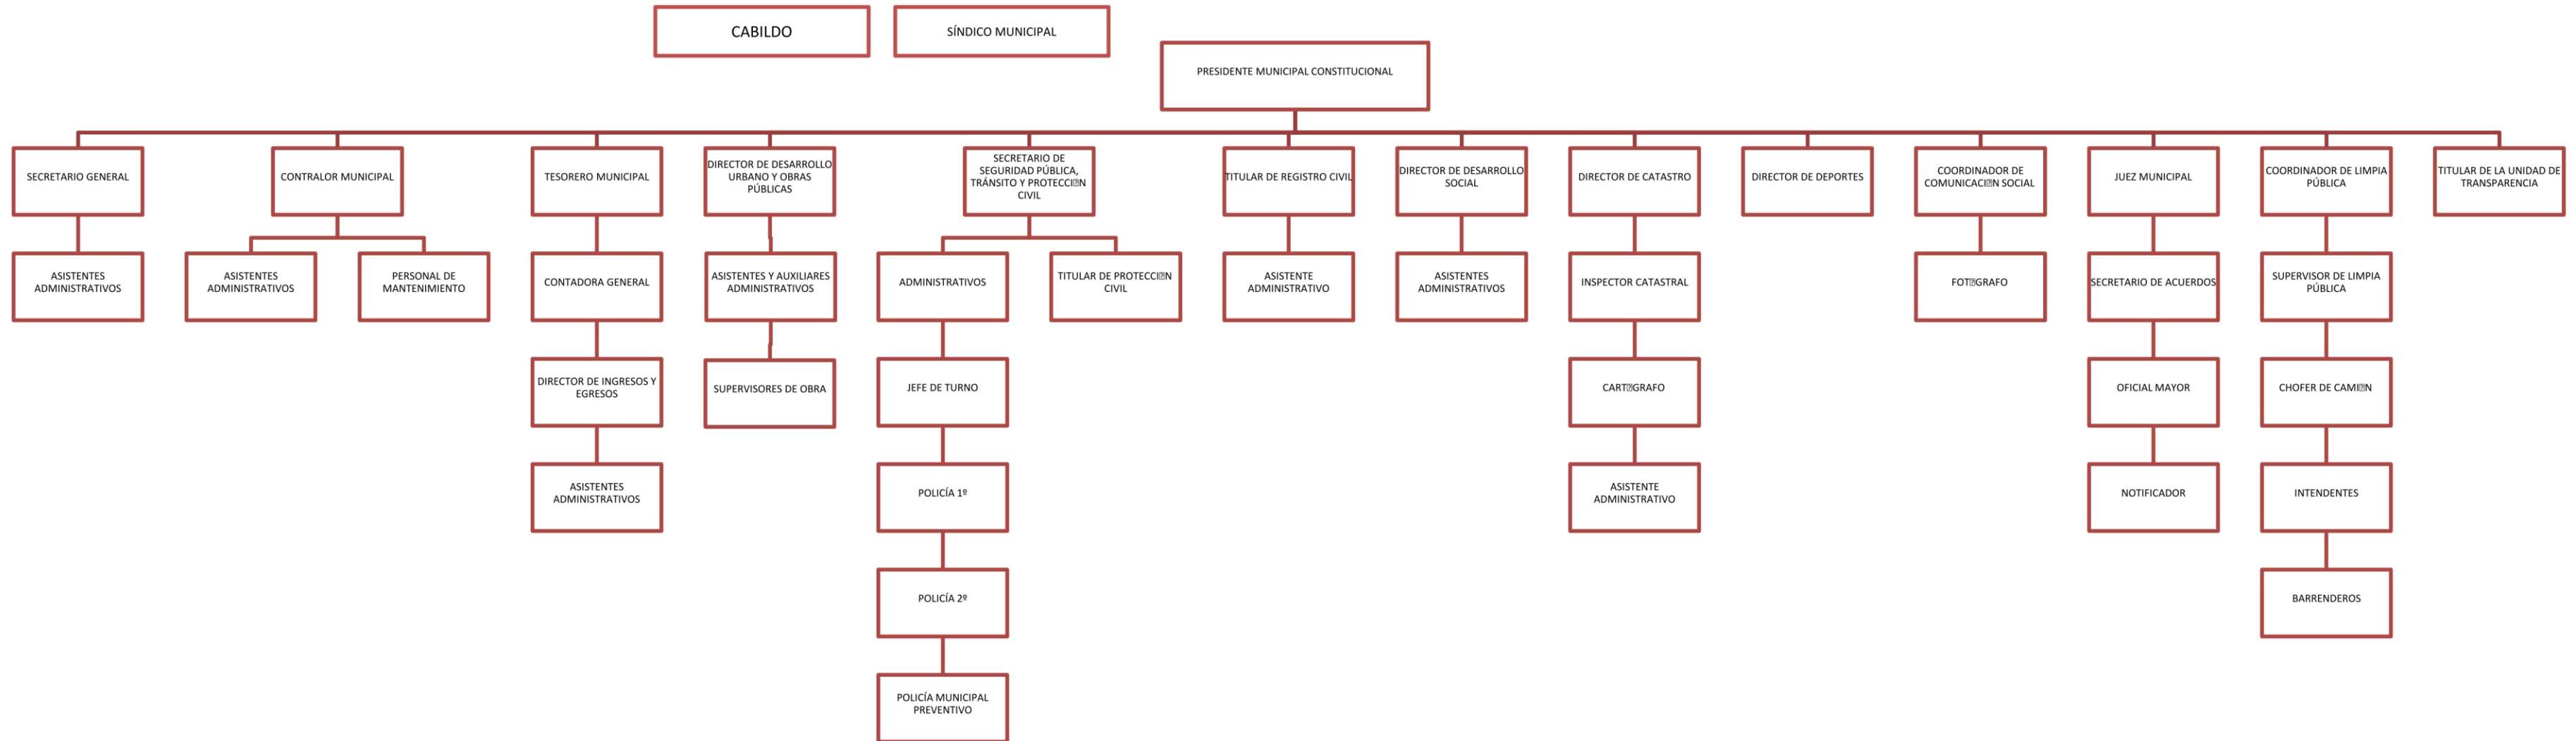 CABILDO
SÍNDICO MUNICIPAL
PRESIDENTE MUNICIPAL CONSTITUCIONAL
SECRETARIO GENERAL
CONTRALOR MUNICIPAL
TESORERO MUNICIPAL
DIRECTOR DE DESARROLLO
URBANO Y OBRAS
PÚBLICAS
SECRETARIO DE
SEGURIDAD PÚBLICA,
TRÁNSITO Y PROTECCI⍰N
CIVIL
TITULAR DE REGISTRO CIVIL
DIRECTOR DE DESARROLLO
SOCIAL
DIRECTOR DE CATASTRO
DIRECTOR DE DEPORTES
COORDINADOR DE
COMUNICACI⍰N SOCIAL
JUEZ MUNICIPAL
COORDINADOR DE LIMPIA
PÚBLICA
TITULAR DE LA UNIDAD DE
TRANSPARENCIA
ASISTENTES
ADMINISTRATIVOS
ASISTENTES
ADMINISTRATIVOS
PERSONAL DE
MANTENIMIENTO
CONTADORA GENERAL
ASISTENTES Y AUXILIARES
ADMINISTRATIVOS
ADMINISTRATIVOS
TITULAR DE PROTECCI⍰N
CIVIL
ASISTENTE
ADMINISTRATIVO
ASISTENTES
ADMINISTRATIVOS
INSPECTOR CATASTRAL
FOT⍰GRAFO
SECRETARIO DE ACUERDOS
SUPERVISOR DE LIMPIA
PÚBLICA
DIRECTOR DE INGRESOS Y
EGRESOS
SUPERVISORES DE OBRA
JEFE DE TURNO
CART⍰GRAFO
OFICIAL MAYOR
CHOFER DE CAMI⍰N
ASISTENTES
ADMINISTRATIVOS
POLICÍA 1º
ASISTENTE
ADMINISTRATIVO
NOTIFICADOR
INTENDENTES
POLICÍA 2º
BARRENDEROS
POLICÍA MUNICIPAL
PREVENTIVO